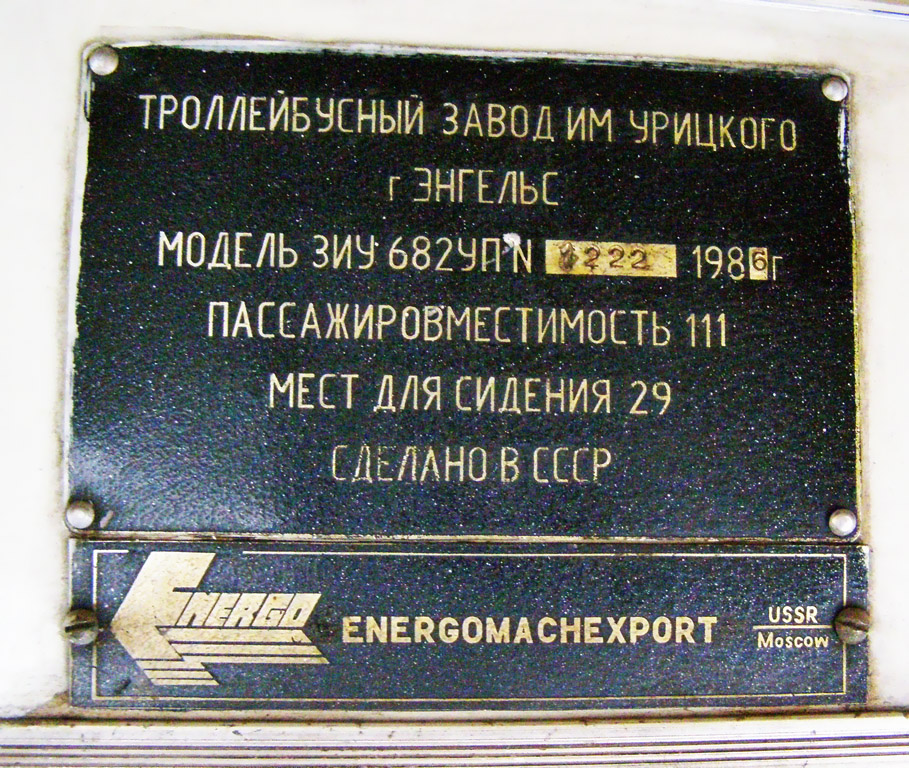 ТРОЛЛЕЙБУСНЫЙ ЗАВОД ИМ УРИЦКОГО
г ЭНГЕЛЬС
МОДЕЛЬ ЗИУ 682УП N 1986г
ПАССАЖИРОВМЕСТИМОСТЬ 111
МЕСТ ДЛЯ СИДЕНИЯ 29
СДЕЛАНО В СССР
ENERGO
ENERGOMACHEXPORT
USSR
Moscow